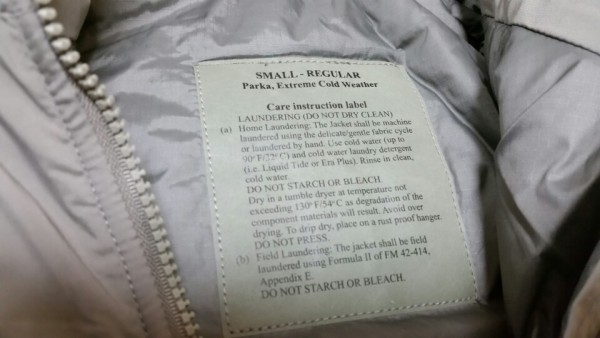 SMALL - REGULAR
Parka, Extreme Cold Weather
Care instruction label
LAUNDERING (DO NOT DRY CLEAN)
(a) Home Laundering: The Jacket shall be machine
laundered using the delicate/gentle fabric cycle
or laundered by hand. Use cold water (up to
90°F/32°C) and cold water laundry detergent
(i.e. Liquid Tide or Era Plus). Rinse in clean,
cold water.
DO NOT STARCH OR BLEACH
Dry in a tumble dryer at temperature not
exceeding 130°F/54°C as degradation of the
component materials will result. Avoid over
drying. To drip dry, place on a rust proof hanger.
DO NOT PRESS.
(b) Field Laundering: The jacket shall be field
laundered using Formula II of FM 42-414,
Appendix E.
DO NOT STARCH OR BLEACH.